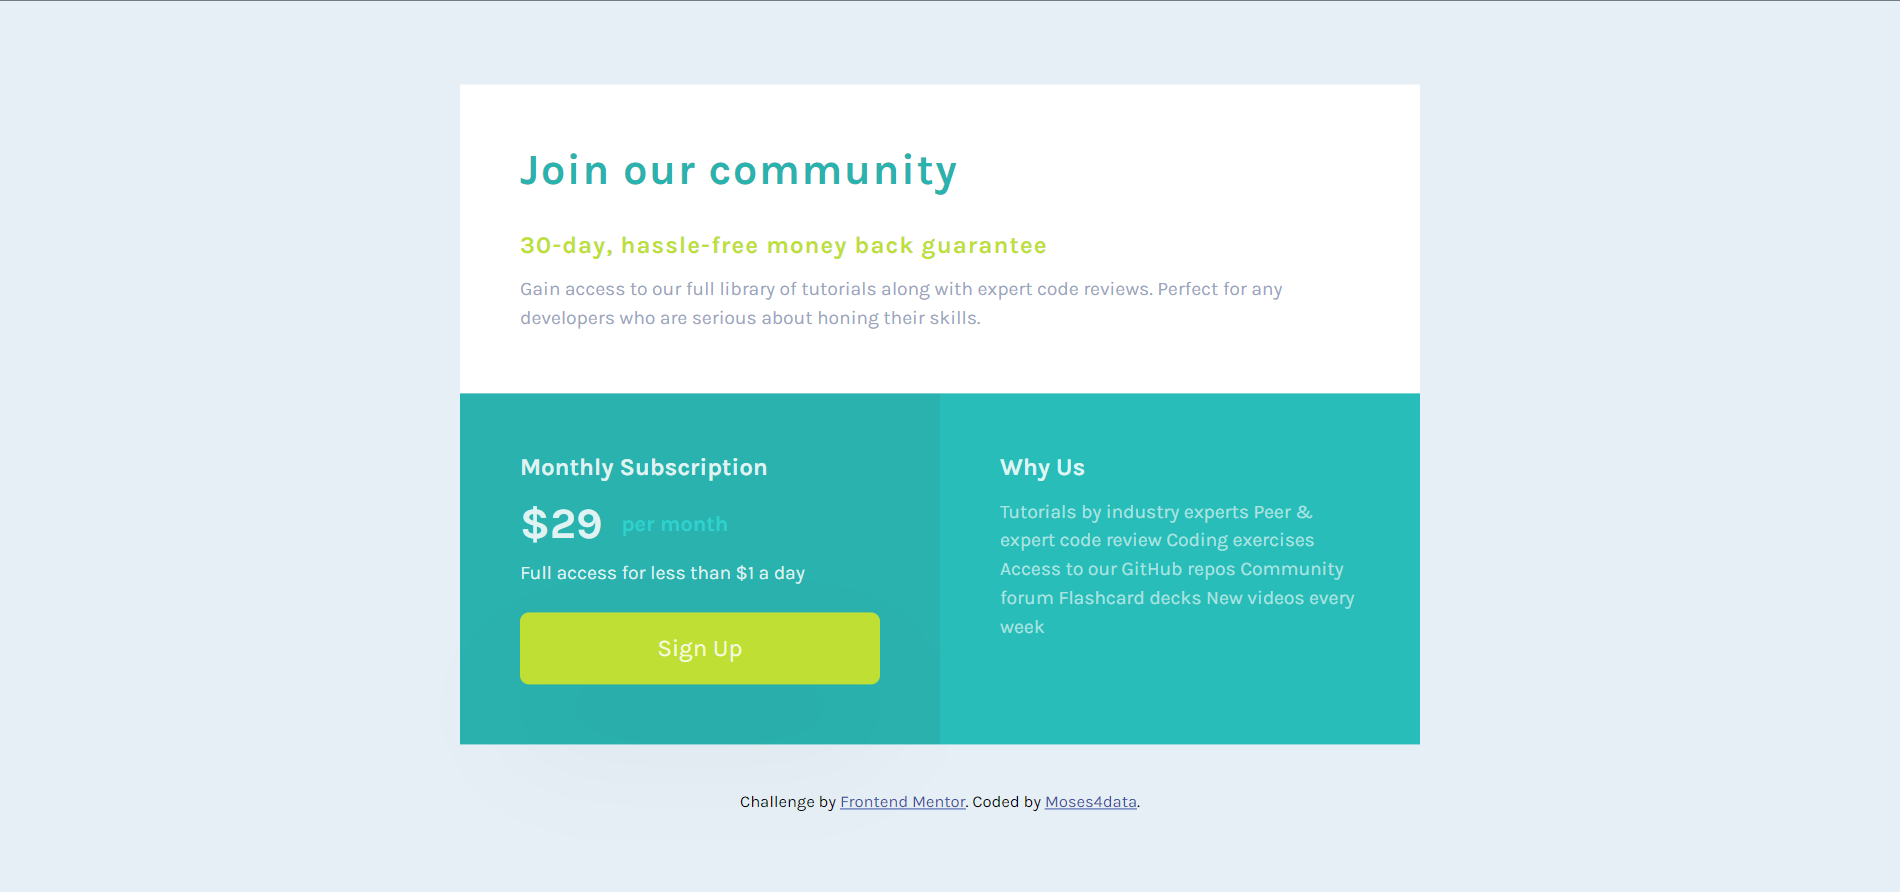 Join our community
30-day, hassle-free money back guarantee
Gain access to our full library of tutorials along with expert code reviews. Perfect for any
developers who are serious about honing their skills.
Monthly Subscription
$29 per month
Full access for less than $1 a day
Sign Up
Why Us
Tutorials by industry experts Peer &
expert code review Coding exercises
Access to our GitHub repos Community
forum Flashcard decks New videos every
week
Challenge by Frontend Mentor. Coded by Moses4data.